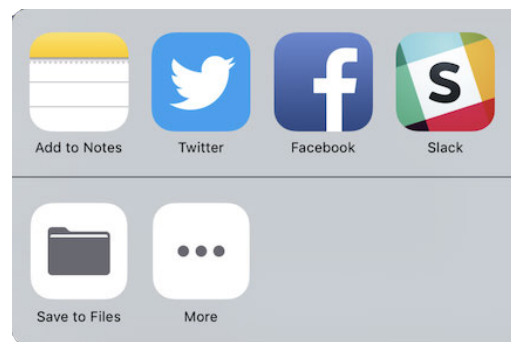 Add to Notes
Twitter
Facebook
Slack
Save to Files
More